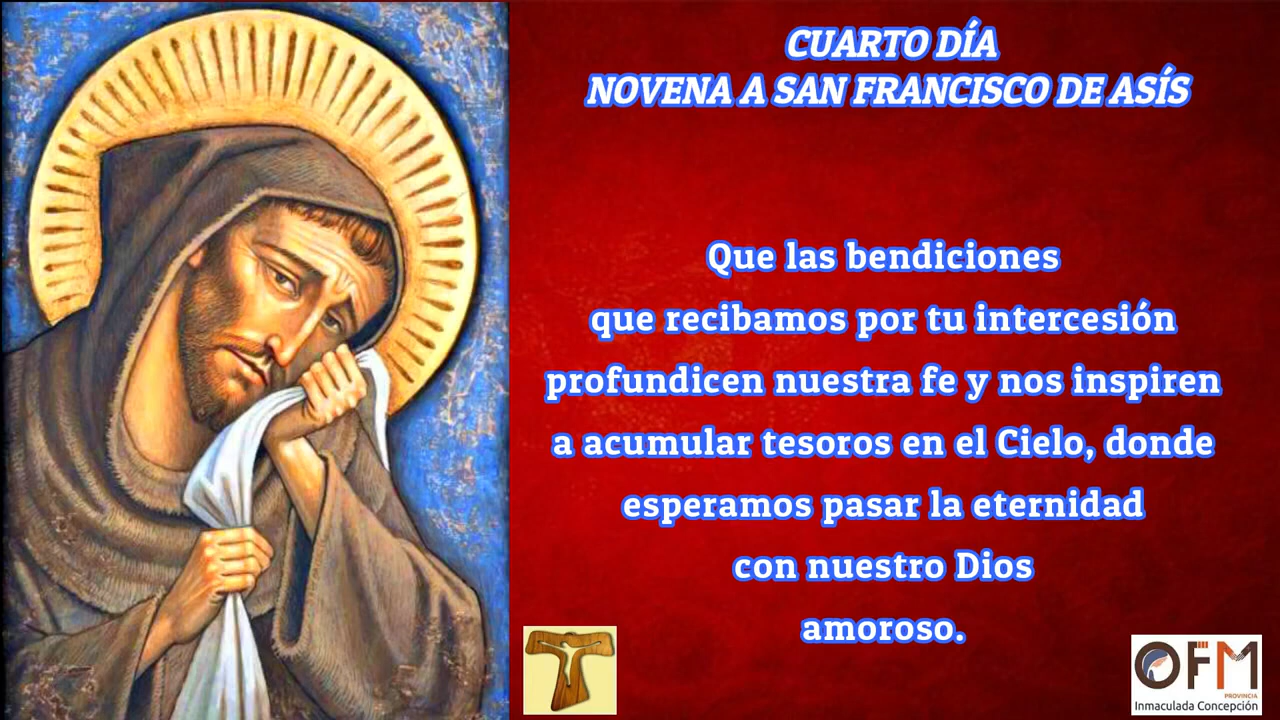 CUARTO DÍA
NOVENA A SAN FRANCISCO DE ASÍS
Que las bendiciones
que recibamos por tu intercesión
profundicen nuestra fe y nos inspiren
a acumular tesoros en el Cielo, donde
esperamos pasar la eternidad
con nuestro Dios
amoroso.
OFM
PROVINCIA
Inmaculada Concepción